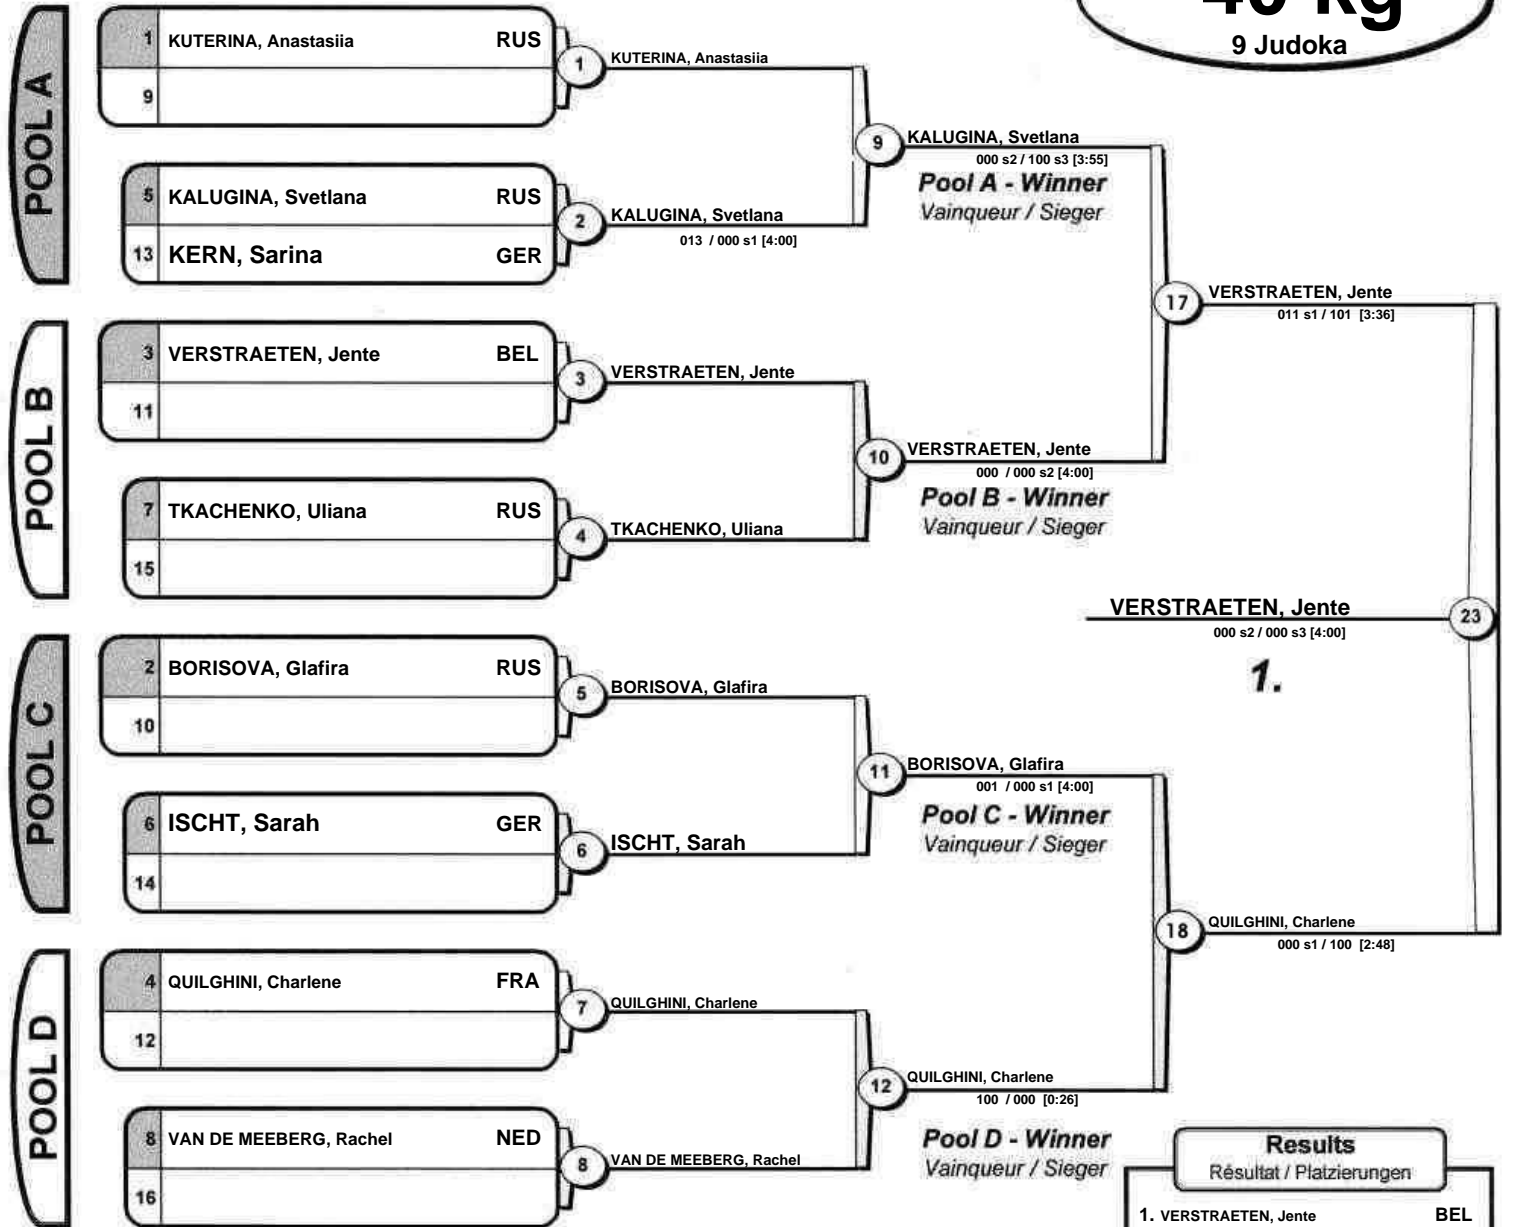 40 kg
9 Judoka
POOL A
1 KUTERINA, Anastasiia RUS
9
1 KUTERINA, Anastasiia
5 KALUGINA, Svetlana RUS
13 KERN, Sarina GER
2 KALUGINA, Svetlana
013 / 000 s1 [4:00]
9 KALUGINA, Svetlana
000 s2 / 100 s3 [3:55]
Pool A - Winner
Vainqueur / Sieger
POOL B
3 VERSTRAETEN, Jente BEL
11
3 VERSTRAETEN, Jente
7 TKACHENKO, Uliana RUS
15
4 TKACHENKO, Uliana
10 VERSTRAETEN, Jente
000 / 000 s2 [4:00]
Pool B - Winner
Vainqueur / Sieger
17 VERSTRAETEN, Jente
011 s1 / 101 [3:36]
VERSTRAETEN, Jente 23
000 s2 / 000 s3 [4:00]
1.
POOL C
2 BORISOVA, Glafira RUS
10
5 BORISOVA, Glafira
6 ISCHT, Sarah GER
14
6 ISCHT, Sarah
11 BORISOVA, Glafira
001 / 000 s1 [4:00]
Pool C - Winner
Vainqueur / Sieger
18 QUILGHINI, Charlene
000 s1 / 100 [2:48]
POOL D
4 QUILGHINI, Charlene FRA
12
7 QUILGHINI, Charlene
8 VAN DE MEEBERG, Rachel NED
16
8 VAN DE MEEBERG, Rachel
12 QUILGHINI, Charlene
100 / 000 [0:26]
Pool D - Winner
Vainqueur / Sieger
Results
Résultat / Platzierungen
1. VERSTRAETEN, Jente BEL